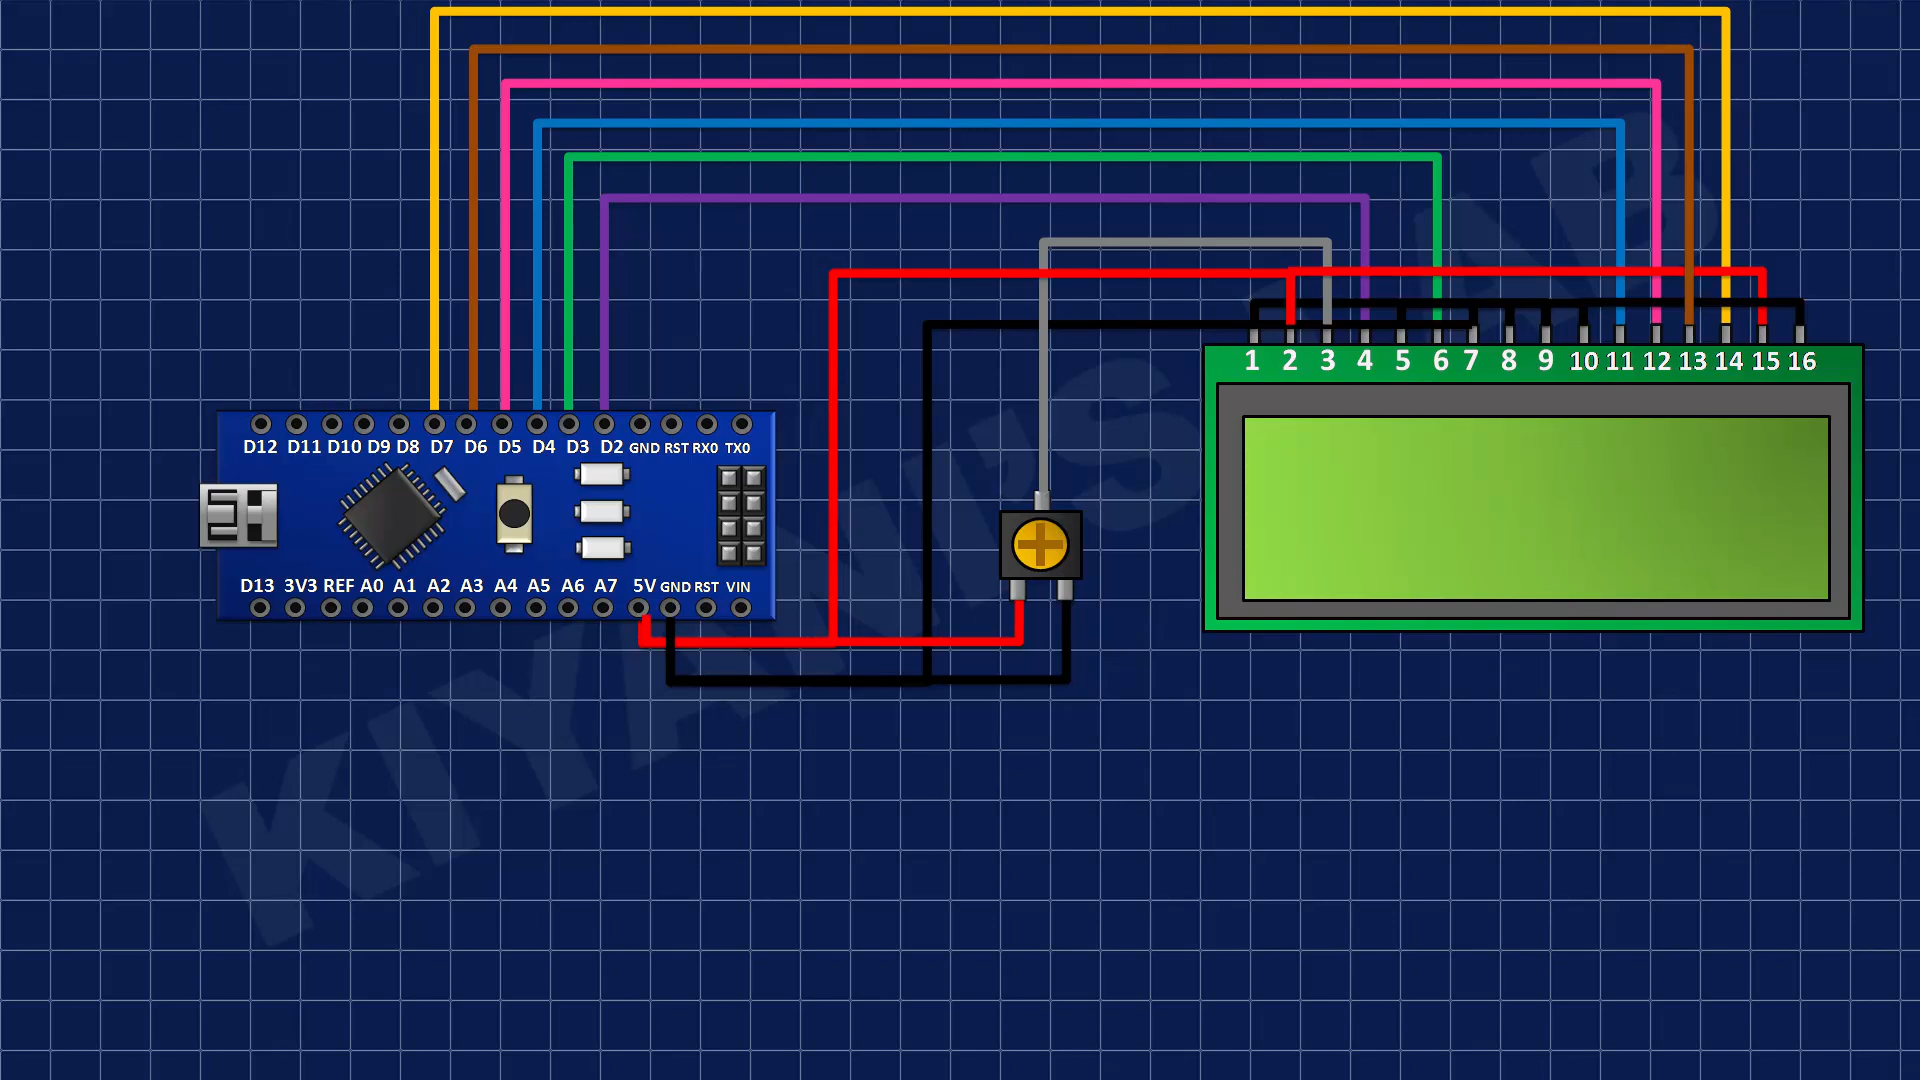 1 2 3 4 5 6 7 8 9 10 11 12 13 14 15 16
D12 D11 D10 D9 D8 D7 D6 D5 D4 D3 D2 GND RST RX0 TX0
D13 3V3 REF A0 A1 A2 A3 A4 A5 A6 A7 5V GND RST VIN
KIYANI'S LAB